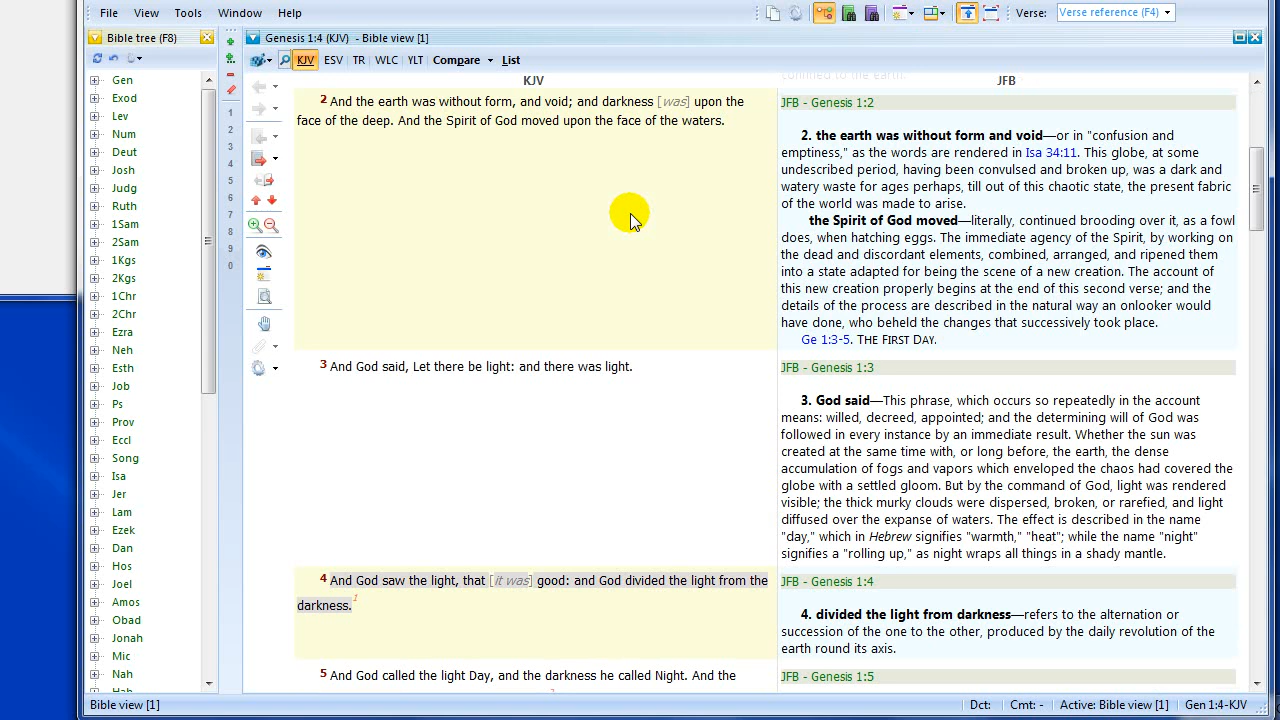 File View Tools Window Help
Verse: Verse reference (F4)
Bible tree (F8)
Genesis 1:4 (KJV) - Bible view [1]
KJV ESV TR WLC YLT Compare List
Gen
Exod
Lev
Num
Deut
Josh
Judg
Ruth
1Sam
2Sam
1Kgs
2Kgs
1Chr
2Chr
Ezra
Neh
Esth
Job
Ps
Prov
Eccl
Song
Isa
Jer
Lam
Ezek
Dan
Hos
Joel
Amos
Obad
Jonah
Mic
Nah
Hab
1
2
3
4
5
6
7
8
9
0
KJV
2 And the earth was without form, and void; and darkness [was] upon the
face of the deep. And the Spirit of God moved upon the face of the waters.
3 And God said, Let there be light: and there was light.
4 And God saw the light, that [it was] good: and God divided the light from the
darkness.1
5 And God called the light Day, and the darkness he called Night. And the
JFB
confined to the earth.
JFB - Genesis 1:2
2. the earth was without form and void—or in "confusion and
emptiness," as the words are rendered in Isa 34:11. This globe, at some
undescribed period, having been convulsed and broken up, was a dark and
watery waste for ages perhaps, till out of this chaotic state, the present fabric
of the world was made to arise.
the Spirit of God moved—literally, continued brooding over it, as a fowl
does, when hatching eggs. The immediate agency of the Spirit, by working on
the dead and discordant elements, combined, arranged, and ripened them
into a state adapted for being the scene of a new creation. The account of
this new creation properly begins at the end of this second verse; and the
details of the process are described in the natural way an onlooker would
have done, who beheld the changes that successively took place.
Ge 1:3-5. THE FIRST DAY.
JFB - Genesis 1:3
3. God said—This phrase, which occurs so repeatedly in the account
means: willed, decreed, appointed; and the determining will of God was
followed in every instance by an immediate result. Whether the sun was
created at the same time with, or long before, the earth, the dense
accumulation of fogs and vapors which enveloped the chaos had covered the
globe with a settled gloom. But by the command of God, light was rendered
visible; the thick murky clouds were dispersed, broken, or rarefied, and light
diffused over the expanse of waters. The effect is described in the name
"day," which in Hebrew signifies "warmth," "heat"; while the name "night"
signifies a "rolling up," as night wraps all things in a shady mantle.
JFB - Genesis 1:4
4. divided the light from darkness—refers to the alternation or
succession of the one to the other, produced by the daily revolution of the
earth round its axis.
JFB - Genesis 1:5
Bible view [1]
Dct: Cmt: - Active: Bible view [1] Gen 1:4-KJV